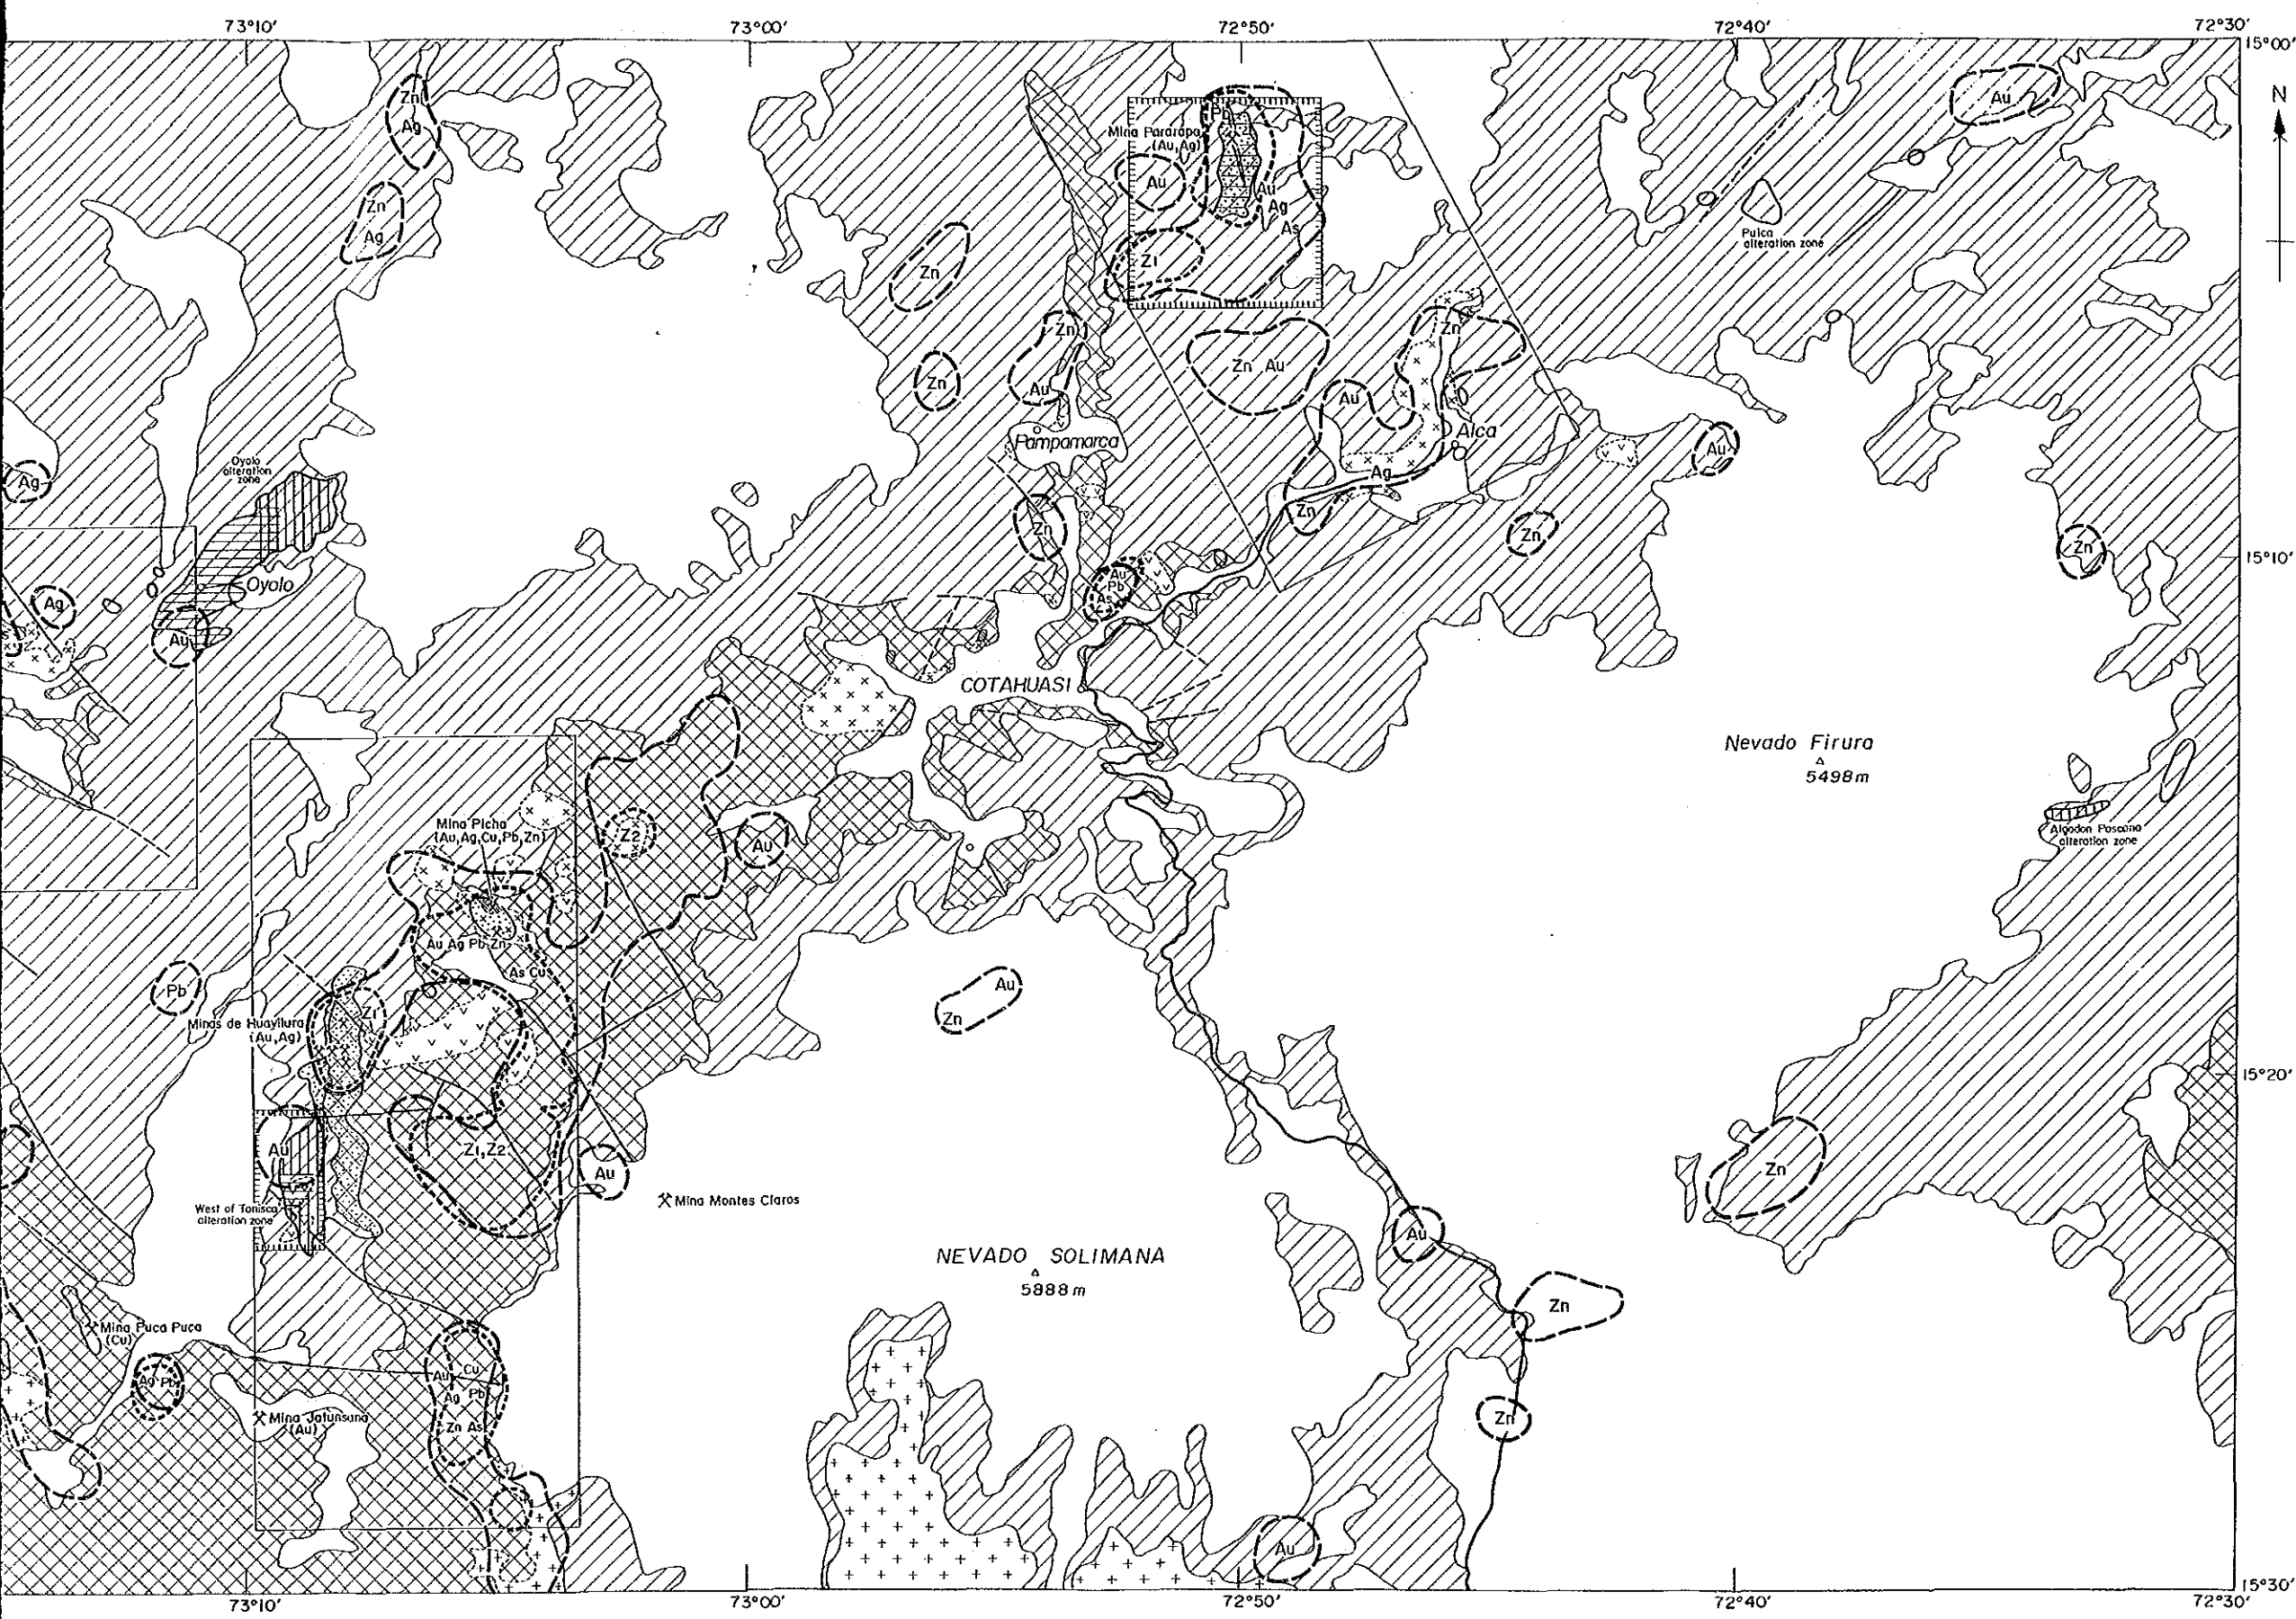 73°10′
73°00′
72°50′
72°40′
72°30′
15°00′
N
Zn
Ag
Pb
Mina Pararapa
(Au, Ag)
Au
Au
Au
Ag
As
Zn
Ag
Pulca
alteration zone
Z1
Zn
Zn
Zn
Zn
Au
Zn
Au
Au
Pampamarca
Alca
Au
Oyolo
alteration
zone
Ag
Ag
Zn
Zn
Zn
Zn
15°10′
Oyolo
Au
Pb
As
Ag
Au
COTAHUASI
Nevado Firura
5498m
Mina Picha
(Au, Ag, Cu, Pb, Zn)
Z2
Au
Algodon Poscana
alteration zone
Au Ag Pb Zn
As Cu
Pb
Au
Zn
Z1
Minas de Huayllura
(Au, Ag)
15°20′
Au
Z1, Z2
Au
Zn
Mina Montes Claros
West of Tonisca
alteration zone
Au
NEVADO SOLIMANA
5888m
Zn
Mina Puca Puca
(Cu)
Ag Pb
Au
Cu
Ag
Pb
Zn As
Mina Jatunsund
(Au)
Zn
Au
15°30′
73°10′
73°00′
72°50′
72°40′
72°30′